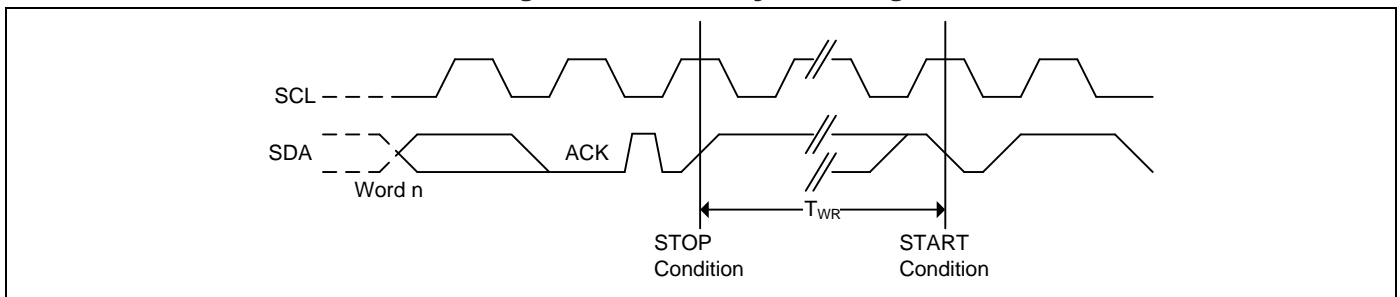 SCL
SDA
ACK
Word n
TWR
STOP
Condition
START
Condition